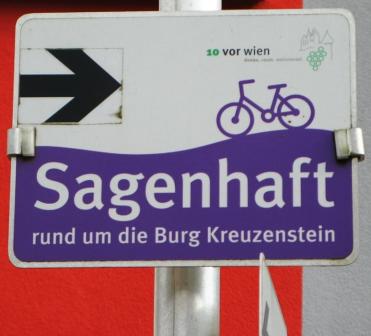 10 vor wien
Sagenhaft
rund um die Burg Kreuzenstein